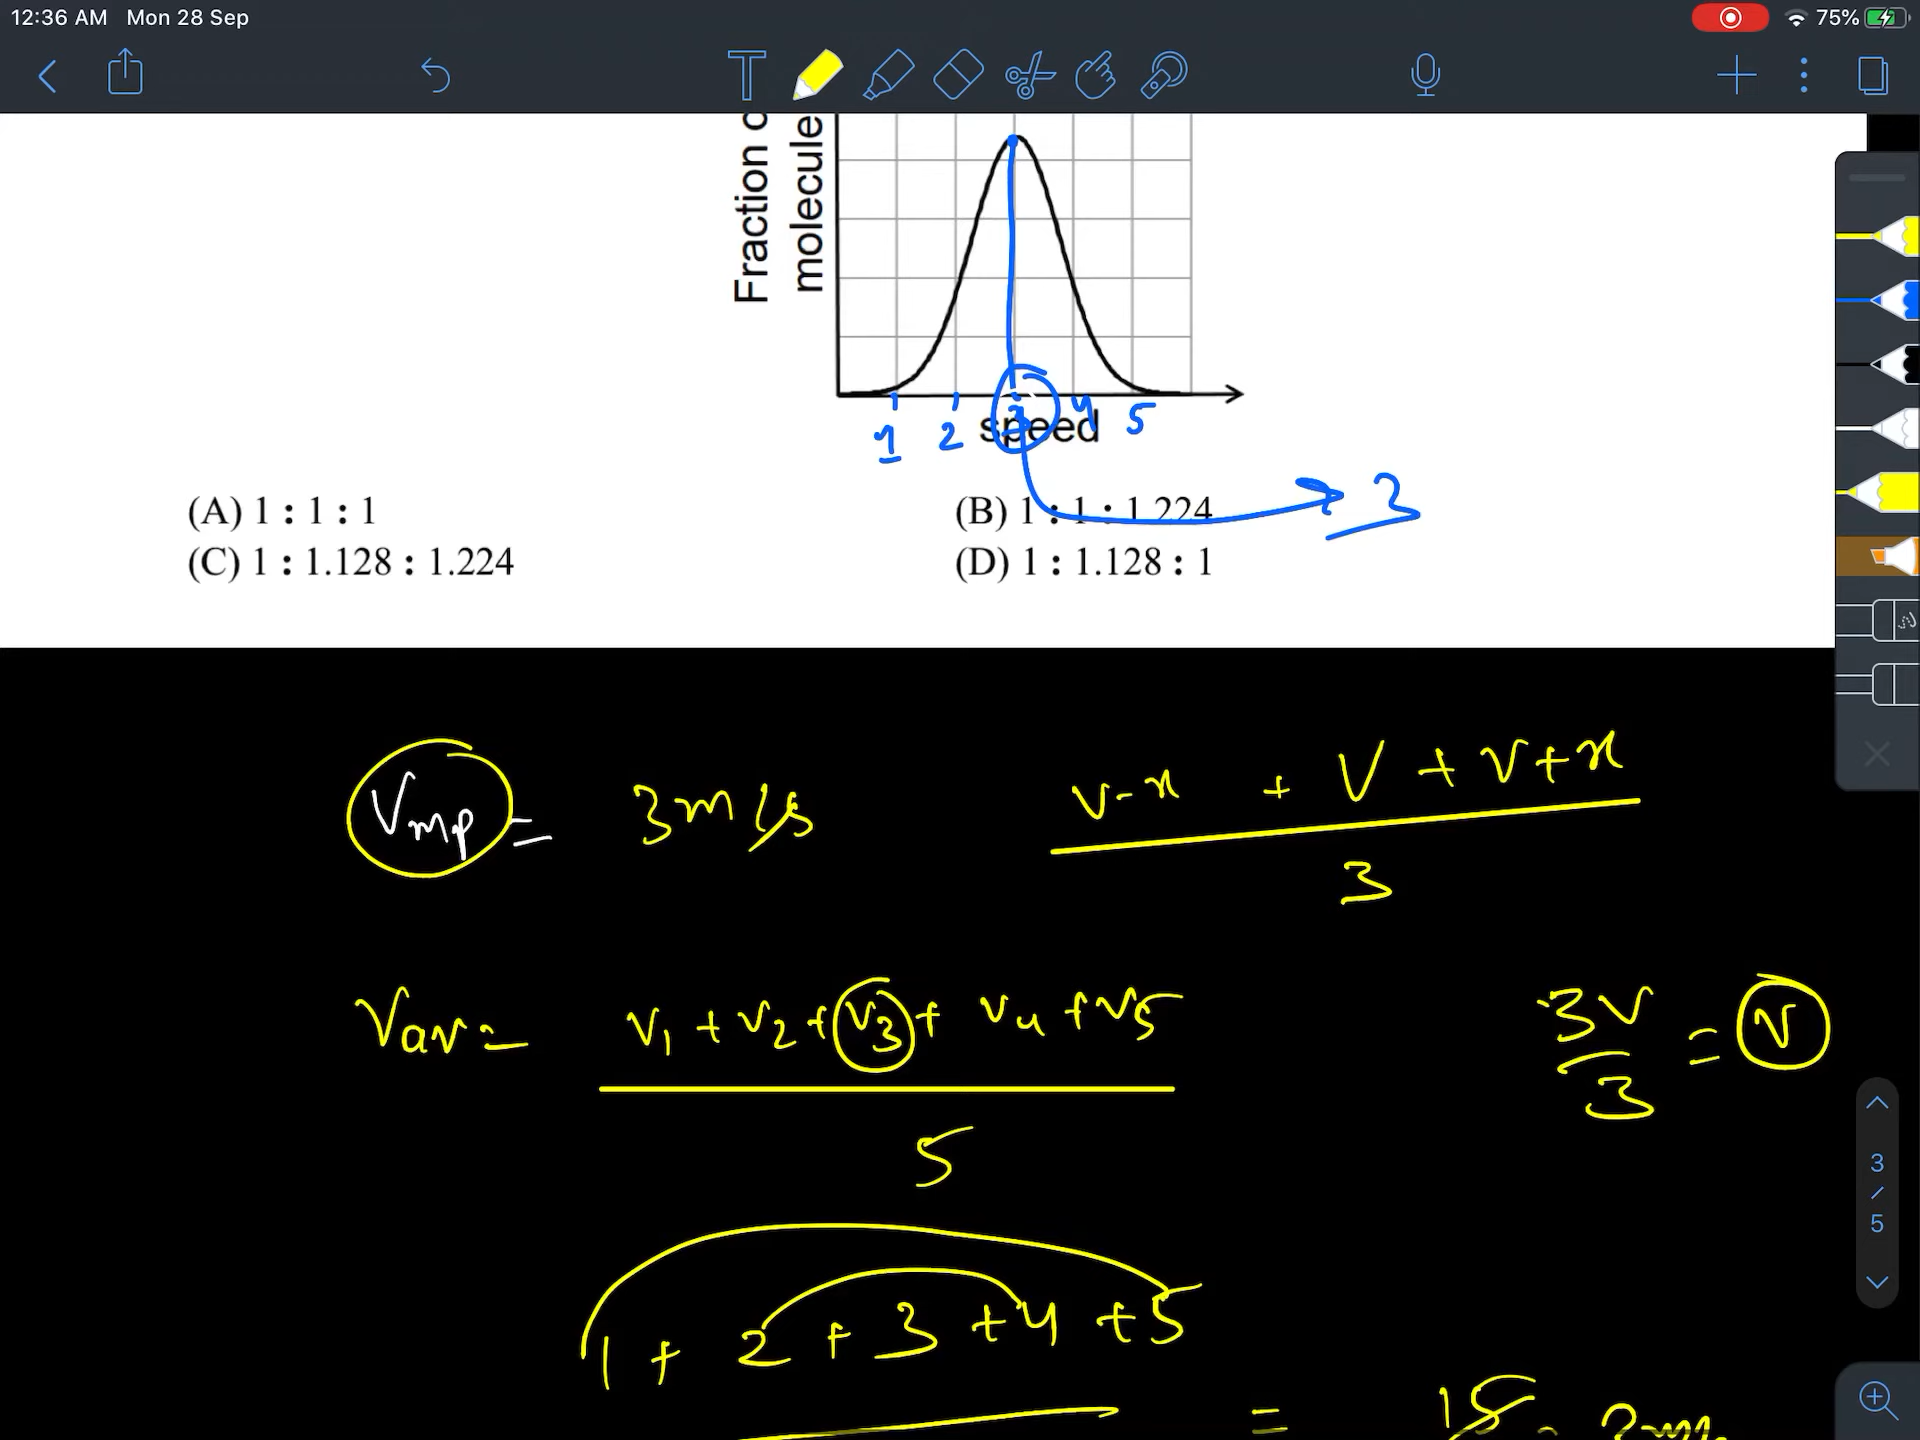 12:36 AM Mon 28 Sep
75%
T
Fraction o
molecule
1 2 3 4 5
speed
3
(A) 1 : 1 : 1
(B) 1 : 1 : 1.224
(C) 1 : 1.128 : 1.224
(D) 1 : 1.128 : 1
Vmp = 3 m/s
v-x + V + v+x
3
Vav = v1 + v2 + v3 + v4 + v5
5
3v
3
= v
1 + 2 + 3 + 4 + 5
= 15
3
/
5